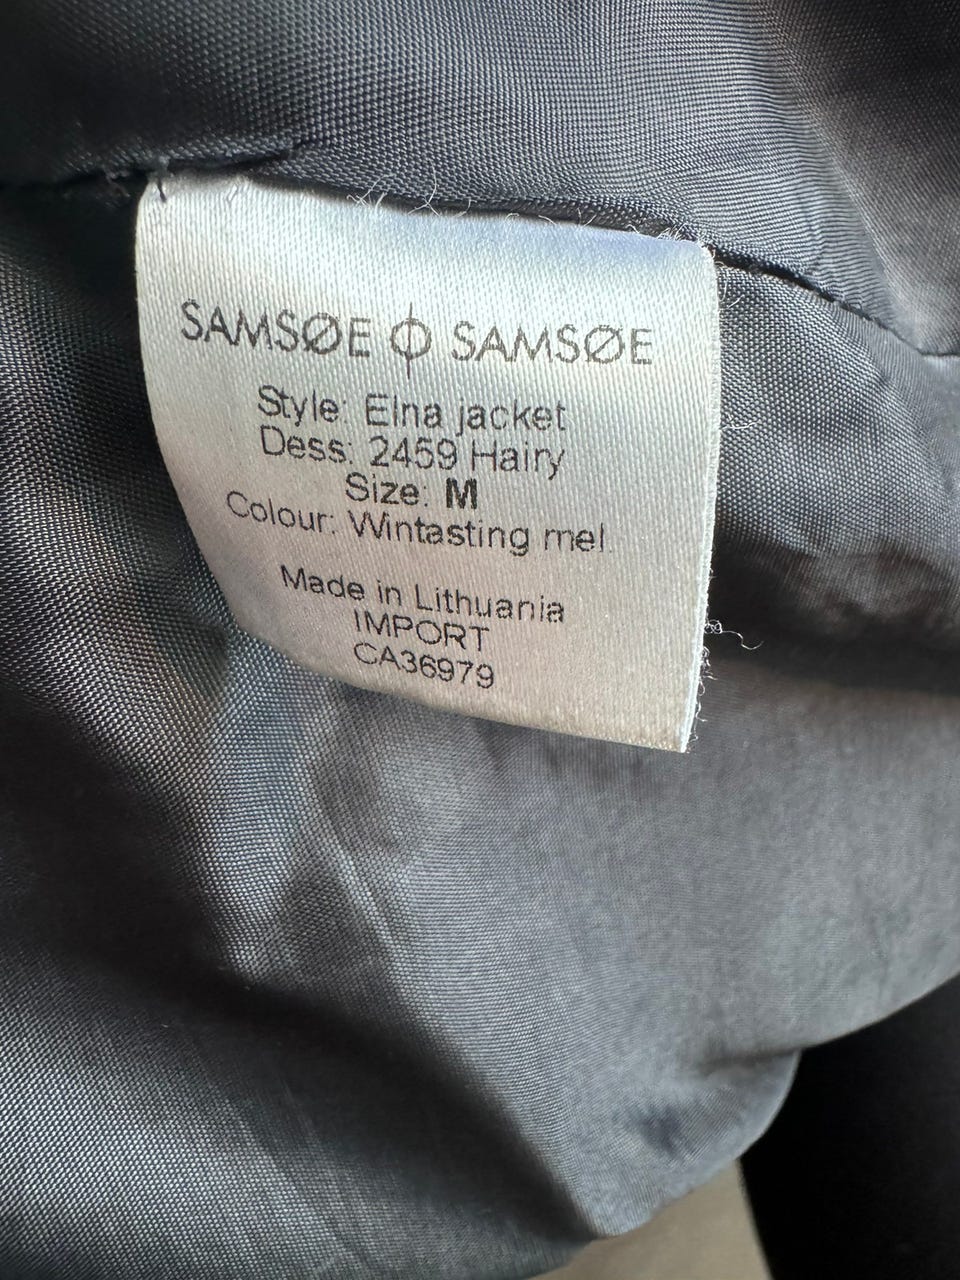 SAMSØE ϕ SAMSØE
Style: Elna jacket
Dess: 2459 Hairy
Size: M
Colour: Wintasting mel.
Made in Lithuania
IMPORT
CA36979